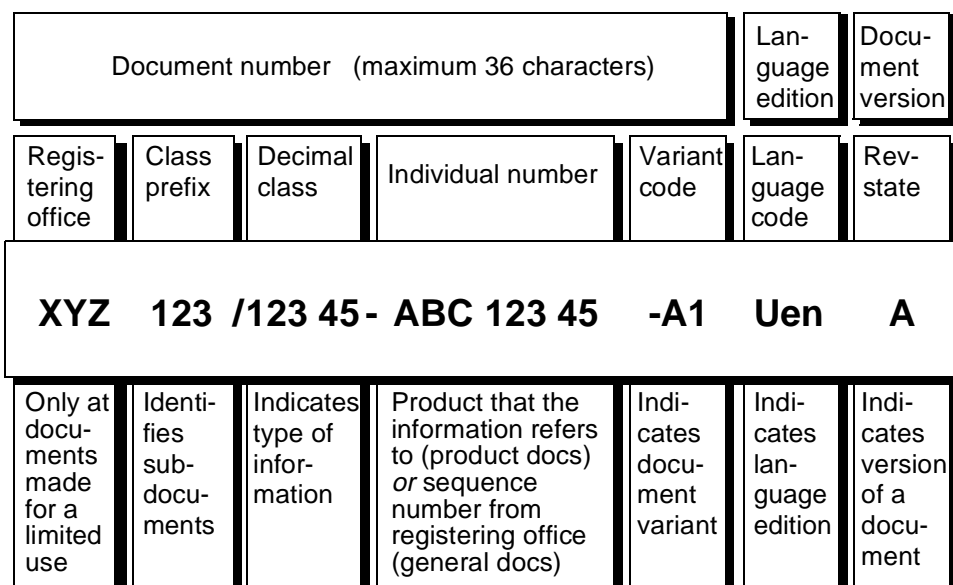 Document number (maximum 36 characters)
Lan-
guage
edition
Docu-
ment
version
Regis-
tering
office
Class
prefix
Decimal
class
Individual number
Variant
code
Lan-
guage
code
Rev-
state
XYZ 123 /123 45 - ABC 123 45 -A1 Uen A
Only at
docu-
ments
made
for a
limited
use
Identi-
fies
sub-
docu-
ments
Indicates
type of
infor-
mation
Product that the
information refers
to (product docs)
or sequence
number from
registering office
(general docs)
Indi-
cates
docu-
ment
variant
Indi-
cates
lan-
guage
edition
Indi-
cates
version
of a
docu-
ment